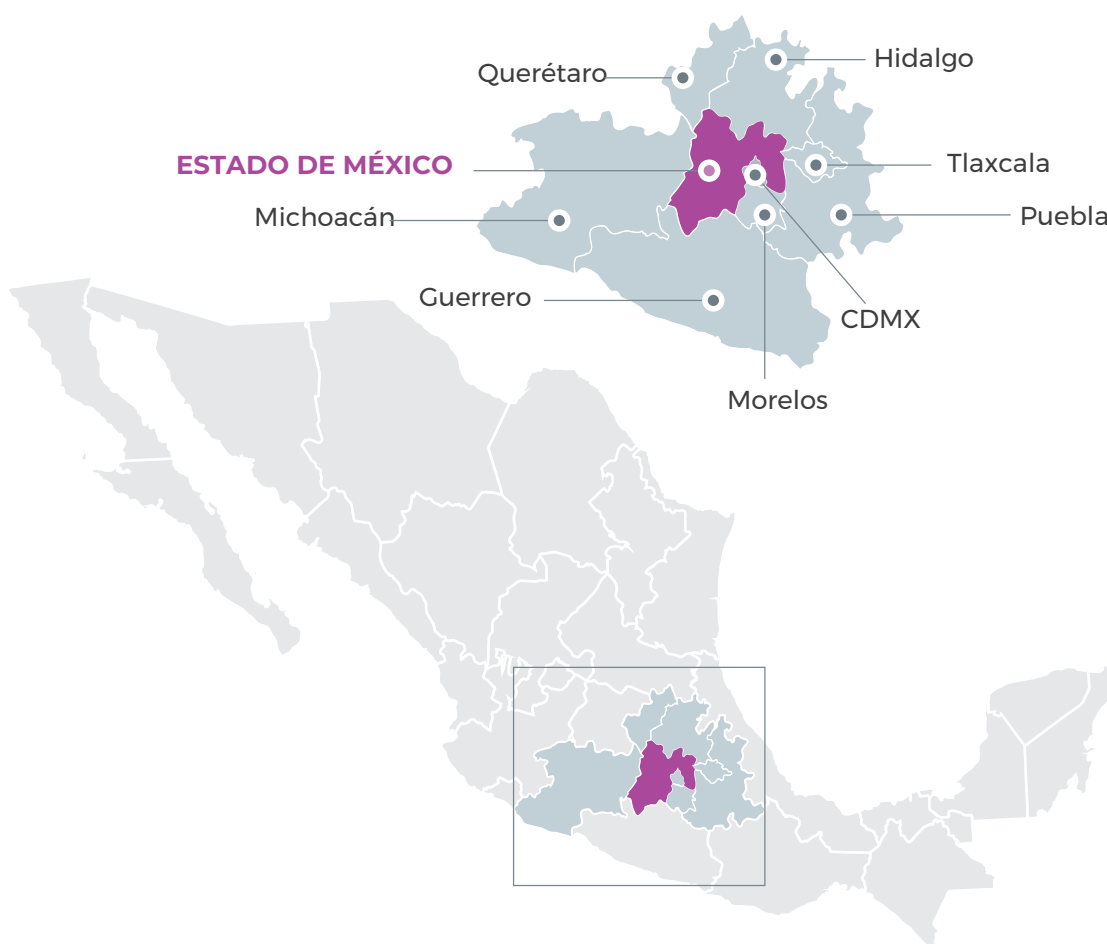 Hidalgo
Querétaro
ESTADO DE MÉXICO
Tlaxcala
Michoacán
Puebla
Guerrero
CDMX
Morelos